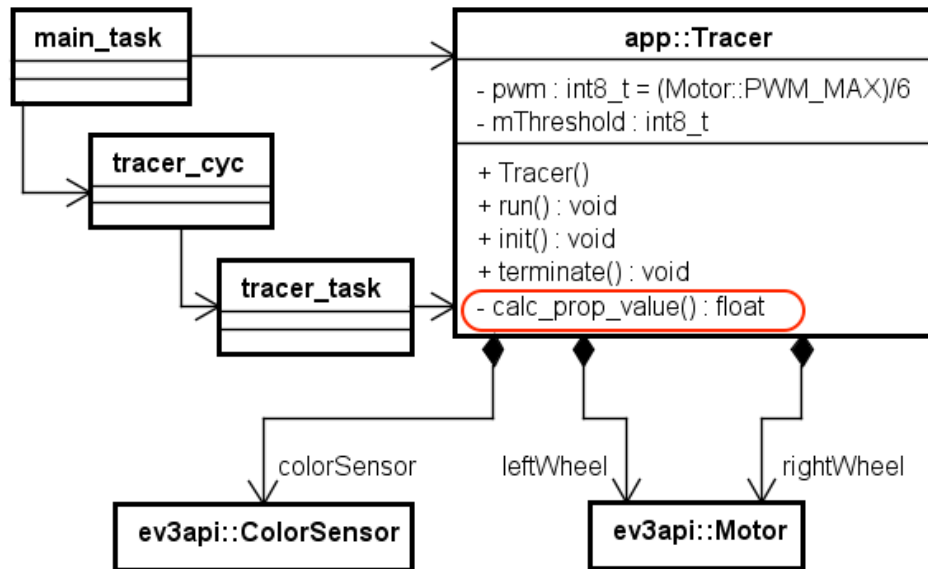 main_task
app::Tracer
- pwm : int8_t = (Motor::PWM_MAX)/6
- mThreshold : int8_t
tracer_cyc
+ Tracer()
+ run() : void
+ init() : void
+ terminate() : void
tracer_task
- calc_prop_value() : float
colorSensor
leftWheel
rightWheel
ev3api::ColorSensor
ev3api::Motor